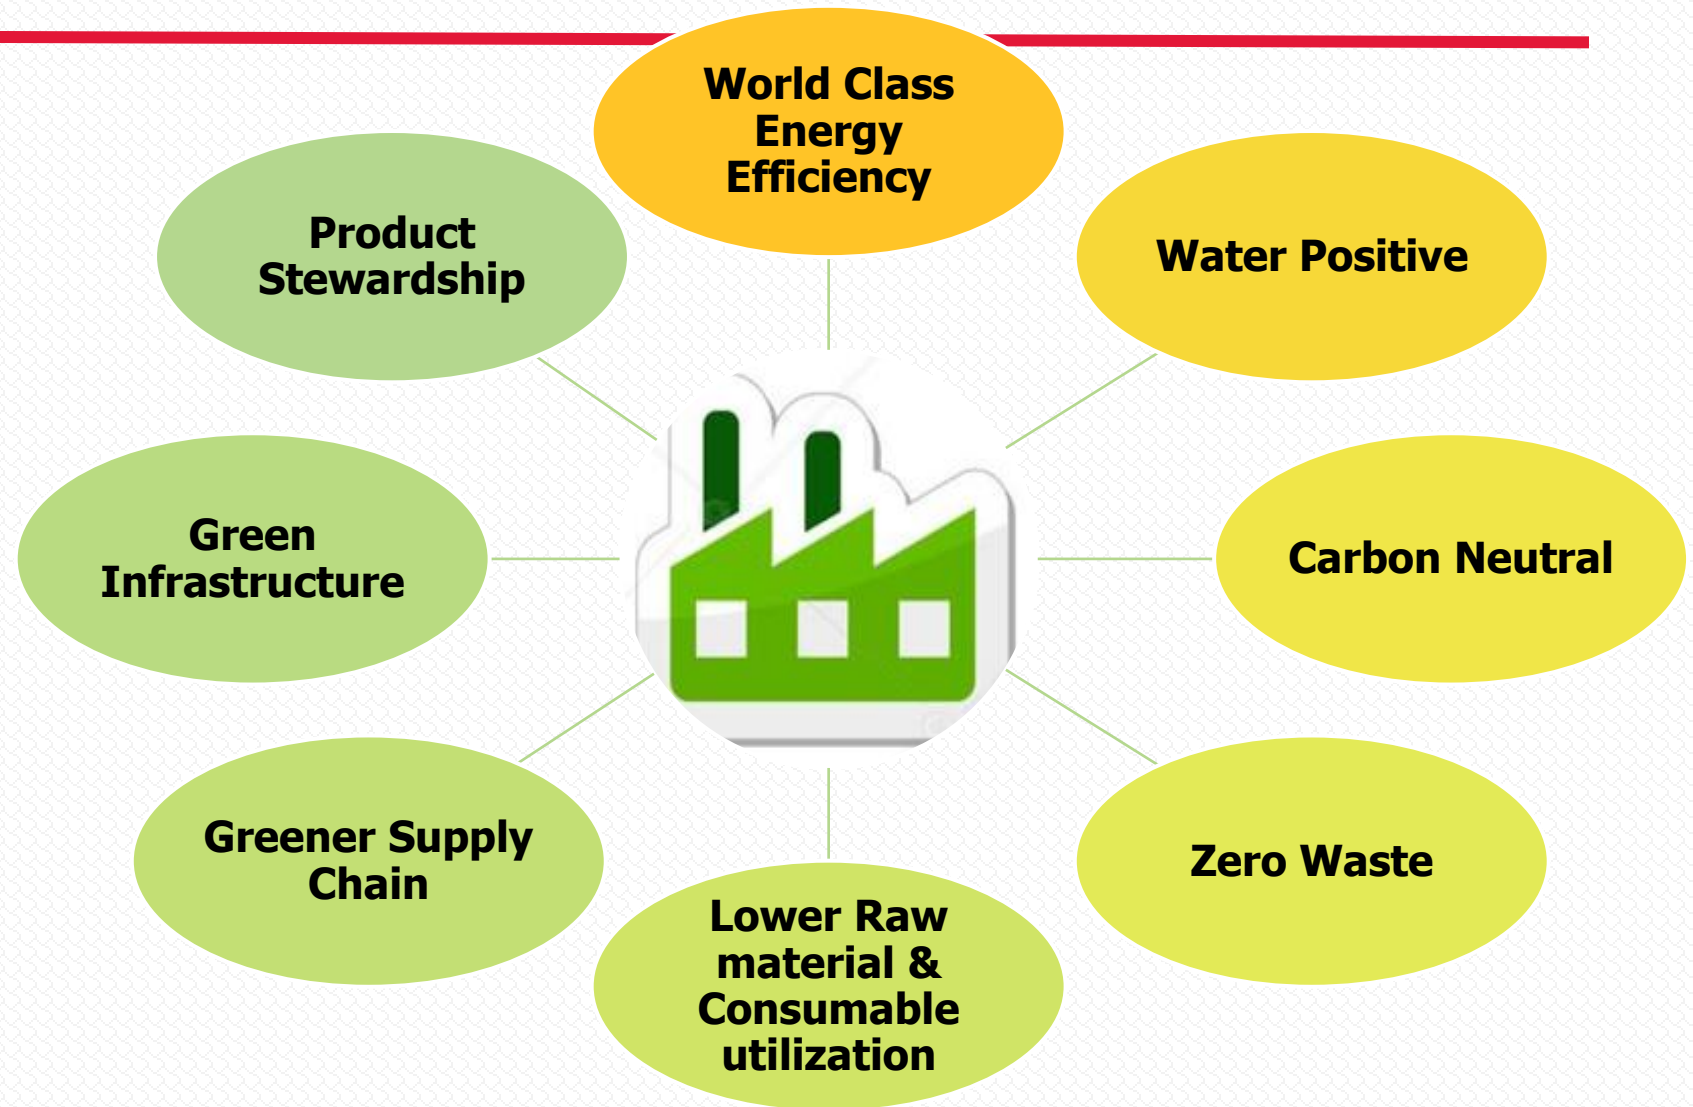 World Class
Energy
Efficiency
Water Positive
Carbon Neutral
Zero Waste
Lower Raw
material &
Consumable
utilization
Greener Supply
Chain
Green
Infrastructure
Product
Stewardship